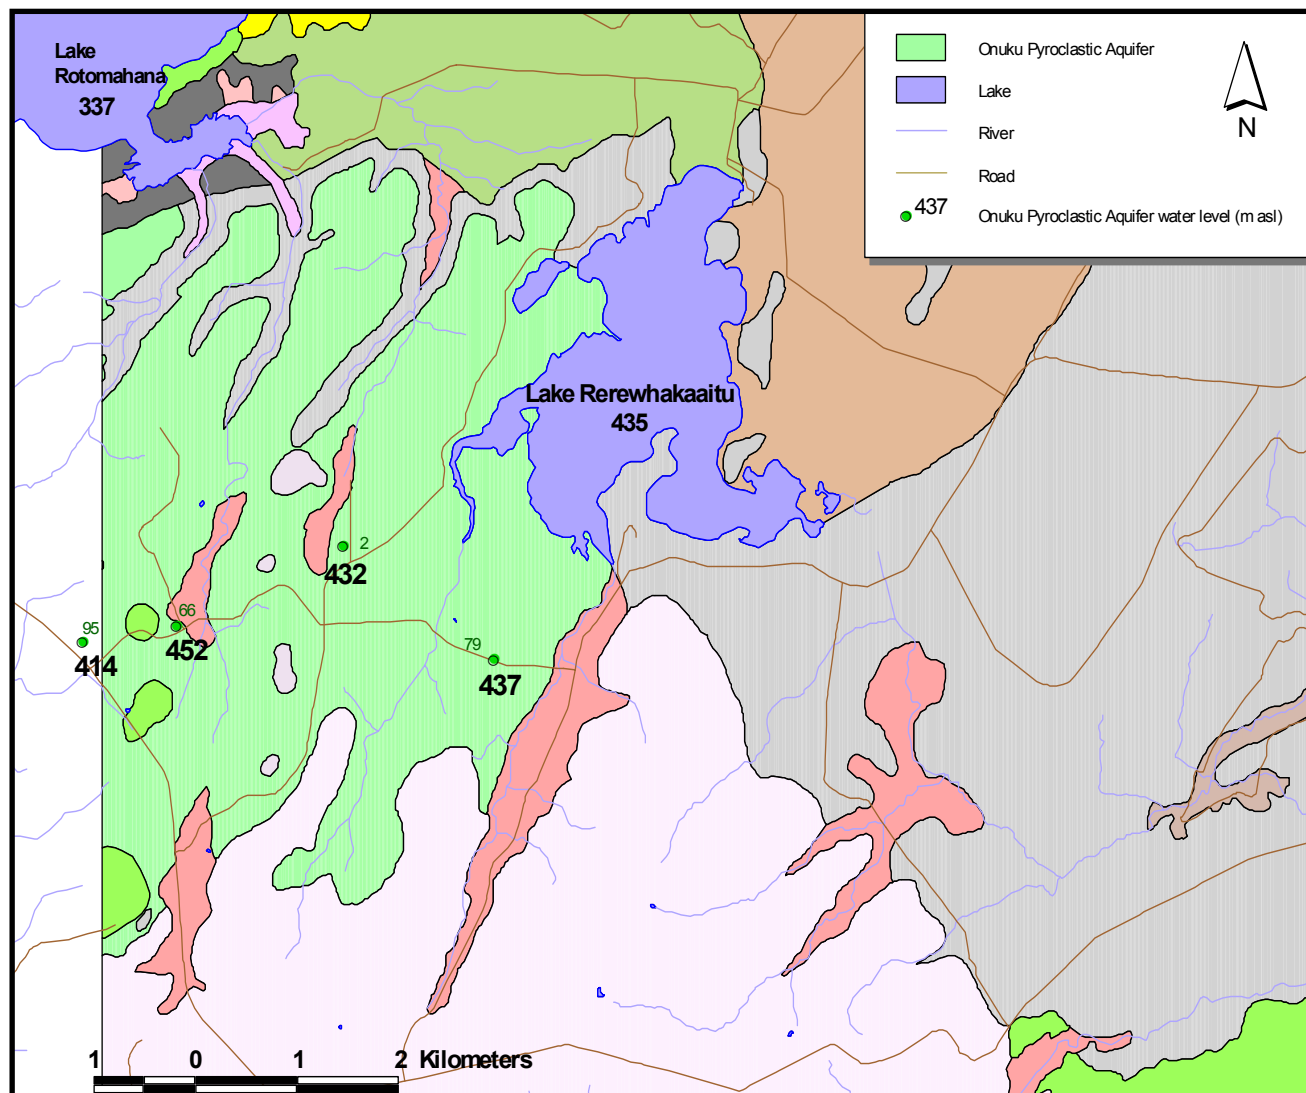 Lake
Rotomahana
337
Onuku Pyroclastic Aquifer
Lake
River
Road
437 Onuku Pyroclastic Aquifer water level (m asl)
N
Lake Rerewhakaaitu
435
2
432
66
452
95
414
79
437
1 0 1 2 Kilometers